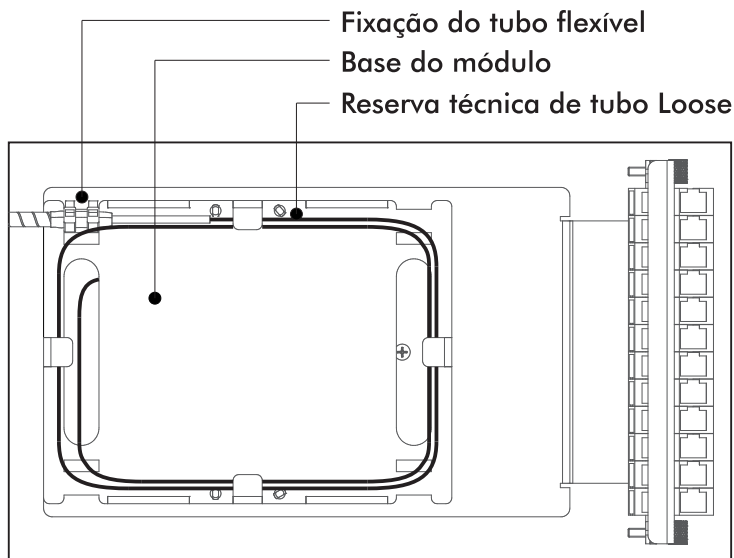 Fixação do tubo flexível
Base do módulo
Reserva técnica de tubo Loose